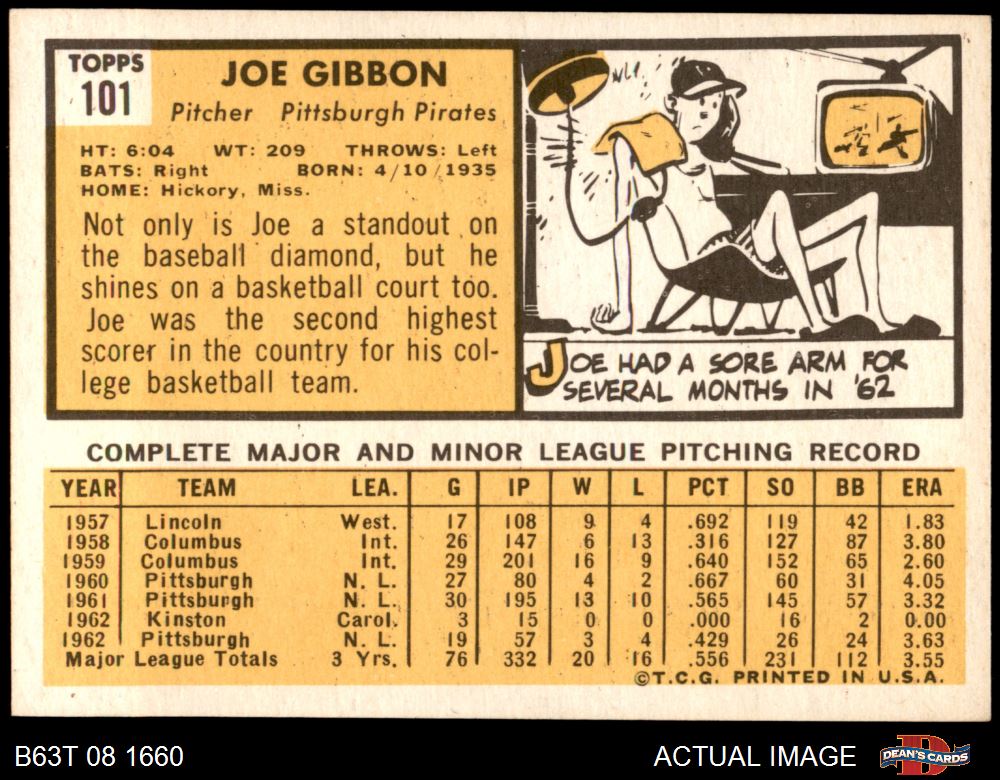 TOPPS
101
JOE GIBBON
Pitcher Pittsburgh Pirates
HT: 6:04 WT: 209 THROWS: Left
BATS: Right BORN: 4/10/1935
HOME: Hickory, Miss.
Not only is Joe a standout on
the baseball diamond, but he
shines on a basketball court too.
Joe was the second highest
scorer in the country for his col-
lege basketball team.
JOE HAD A SORE ARM FOR
SEVERAL MONTHS IN '62
COMPLETE MAJOR AND MINOR LEAGUE PITCHING RECORD
YEAR TEAM LEA. G IP W L PCT SO BB ERA
1957 Lincoln West. 17 108 9 4 .692 119 42 1.83
1958 Columbus Int. 26 147 6 13 .316 127 87 3.80
1959 Columbus Int. 29 201 16 9 .640 152 65 2.60
1960 Pittsburgh N. L. 27 80 4 2 .667 60 31 4.05
1961 Pittsburgh N. L. 30 195 13 10 .565 145 57 3.32
1962 Kinston Carol. 3 15 0 0 .000 16 2 0.00
1962 Pittsburgh N. L. 19 57 3 4 .429 26 24 3.63
Major League Totals 3 Yrs. 76 332 20 16 .556 231 112 3.55
©T.C.G. PRINTED IN U.S.A.
B63T 08 1660 ACTUAL IMAGE DEAN'S CARDS